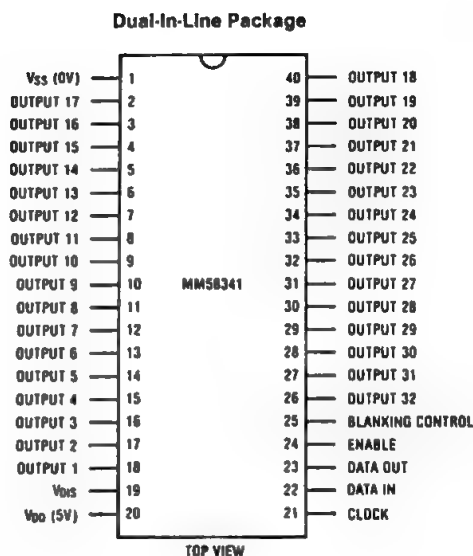 Dual-In-Line Package
VSS (0V) 1 40 OUTPUT 18
OUTPUT 17 2 39 OUTPUT 19
OUTPUT 16 3 38 OUTPUT 20
OUTPUT 15 4 37 OUTPUT 21
OUTPUT 14 5 36 OUTPUT 22
OUTPUT 13 6 35 OUTPUT 23
OUTPUT 12 7 34 OUTPUT 24
OUTPUT 11 8 33 OUTPUT 25
OUTPUT 10 9 32 OUTPUT 26
OUTPUT 9 10 MM58341 31 OUTPUT 27
OUTPUT 8 11 30 OUTPUT 28
OUTPUT 7 12 29 OUTPUT 29
OUTPUT 6 13 28 OUTPUT 30
OUTPUT 5 14 27 OUTPUT 31
OUTPUT 4 15 26 OUTPUT 32
OUTPUT 3 16 25 BLANKING CONTROL
OUTPUT 2 17 24 ENABLE
OUTPUT 1 18 23 DATA OUT
VDIS 19 22 DATA IN
VDD (5V) 20 21 CLOCK
TOP VIEW